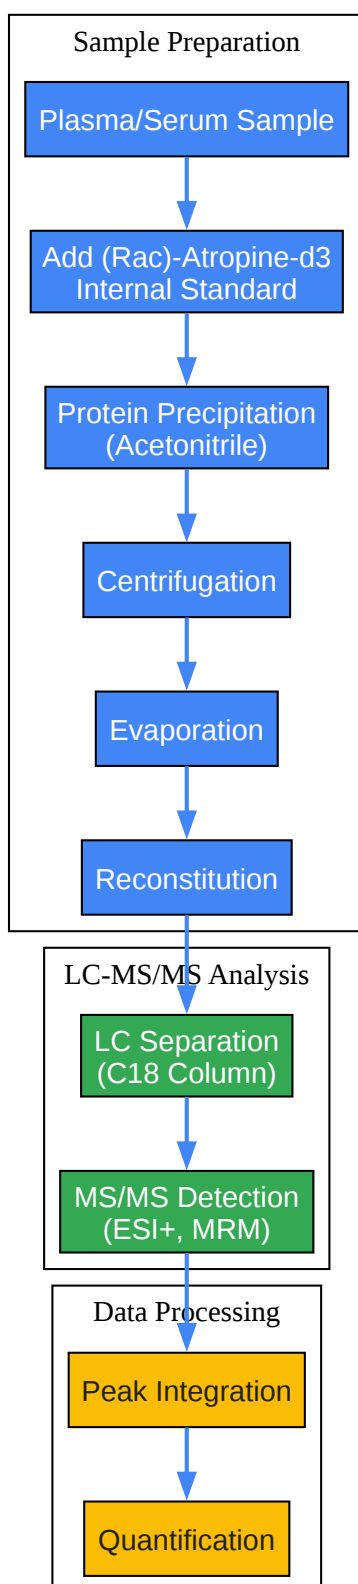 Sample Preparation
Plasma/Serum Sample
Add (Rac)-Atropine-d3
Internal Standard
Protein Precipitation
(Acetonitrile)
Centrifugation
Evaporation
Reconstitution
LC-MS/MS Analysis
LC Separation
(C18 Column)
MS/MS Detection
(ESI+, MRM)
Data Processing
Peak Integration
Quantification